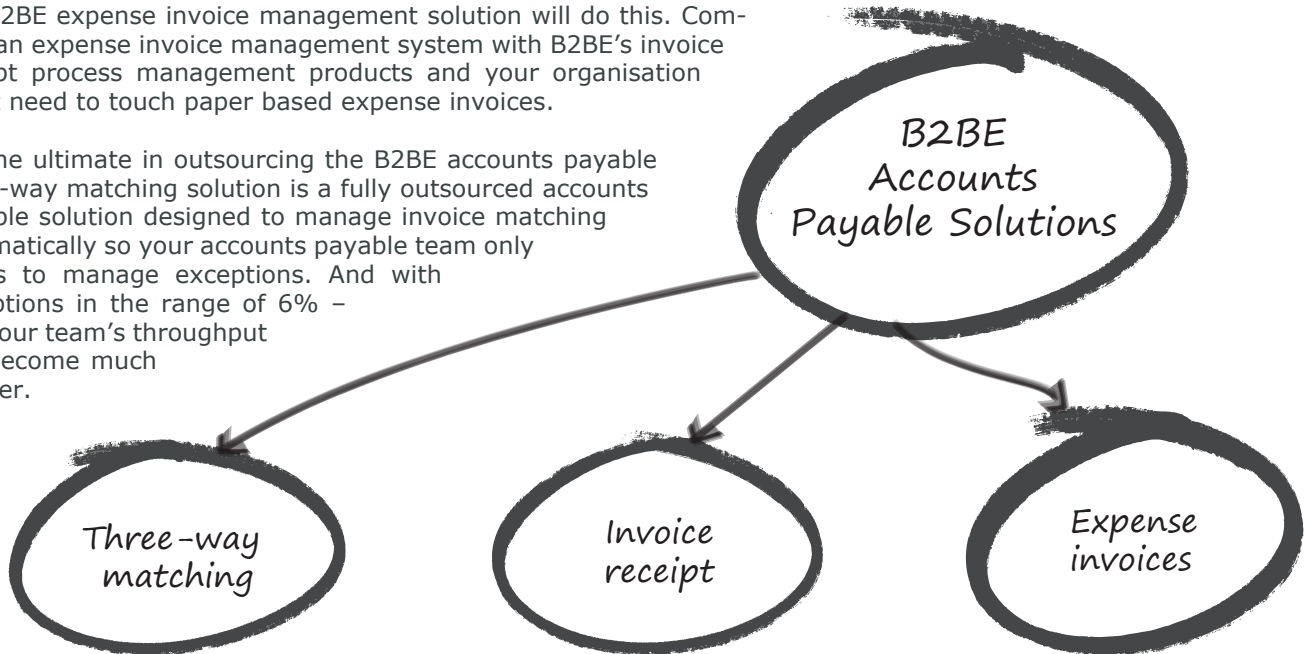 2BE expense invoice management solution will do this. Com-
an expense invoice management system with B2BE's invoice
pt process management products and your organisation
need to touch paper based expense invoices.
ne ultimate in outsourcing the B2BE accounts payable
-way matching solution is a fully outsourced accounts
ble solution designed to manage invoice matching
matically so your accounts payable team only
s to manage exceptions. And with
ptions in the range of 6% –
our team's throughput
ecome much
er.
B2BE
Accounts
Payable Solutions
Three-way
matching
Invoice
receipt
Expense
invoices